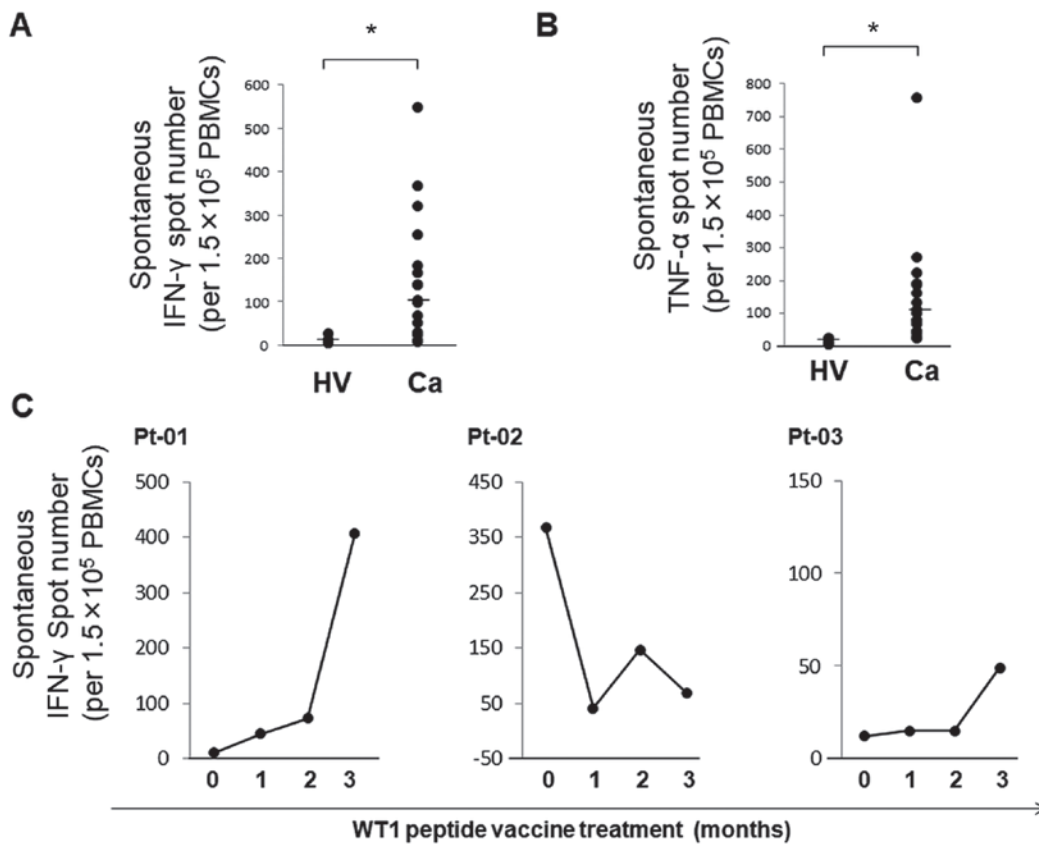 A
*
Spontaneous
IFN-γ spot number
(per 1.5×10⁵ PBMCs)
600
500
400
300
200
100
0
HV Ca
B
*
Spontaneous
TNF-α spot number
(per 1.5×10⁵ PBMCs)
800
700
600
500
400
300
200
100
0
HV Ca
C
Spontaneous
IFN-γ Spot number
(per 1.5×10⁵ PBMCs)
Pt-01
500
400
300
200
100
0
0 1 2 3
Pt-02
450
350
250
150
50
-50
0 1 2 3
Pt-03
150
100
50
0
0 1 2 3
WT1 peptide vaccine treatment (months)